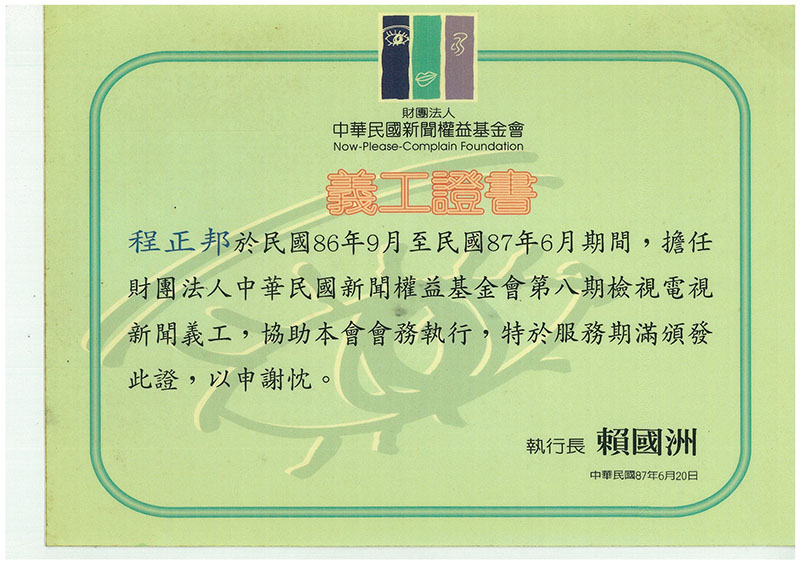 財團法人
中華民國新聞權益基金會
Now-Please-Complain Foundation
義工證書
程正邦於民國86年9月至民國87年6月期間，擔任
財團法人中華民國新聞權益基金會第八期檢視電視
新聞義工，協助本會會務執行，特於服務期滿頒發
此證，以申謝忱。
執行長 賴國洲
中華民國87年6月20日